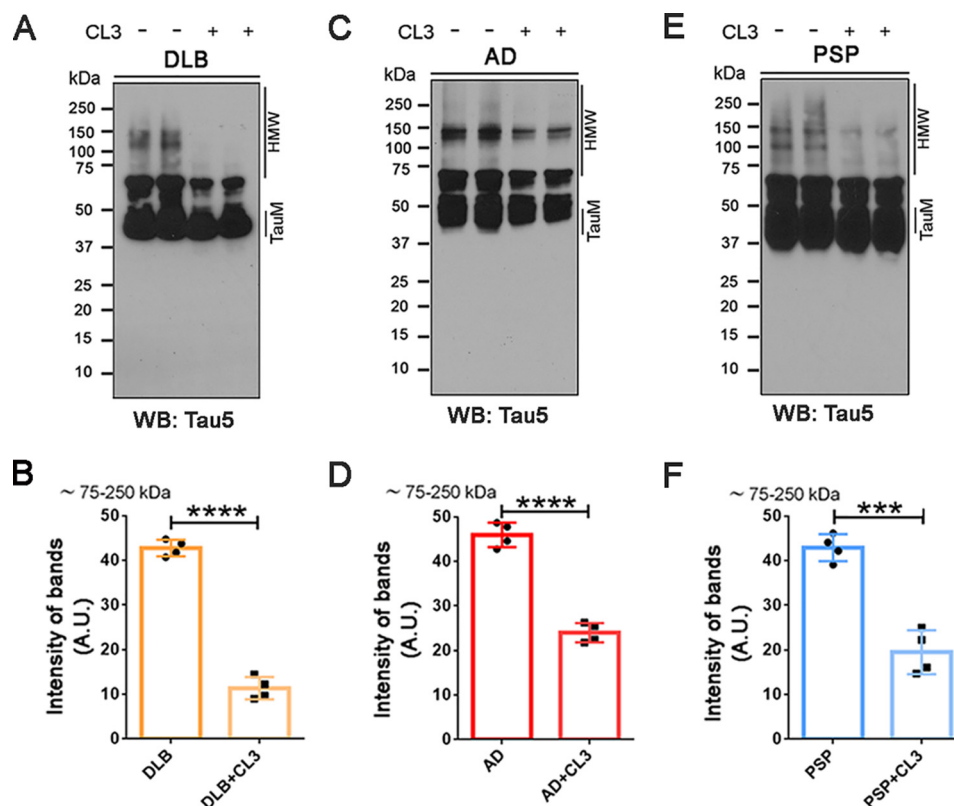 A
CL3 - - + +
DLB
kDa
250
150
100
75
50
37
25
20
15
10
HMW
TauM
WB: Tau5
C
CL3 - - + +
AD
kDa
250
150
100
75
50
37
25
20
15
10
HMW
TauM
WB: Tau5
E
CL3 - - + +
PSP
kDa
250
150
100
75
50
37
25
20
15
10
HMW
TauM
WB: Tau5
B
~ 75-250 kDa
****
Intensity of bands
(A.U.)
50
40
30
20
10
0
DLB
DLB+CL3
D
~ 75-250 kDa
****
Intensity of bands
(A.U.)
50
40
30
20
10
0
AD
AD+CL3
F
~ 75-250 kDa
***
Intensity of bands
(A.U.)
50
40
30
20
10
0
PSP
PSP+CL3